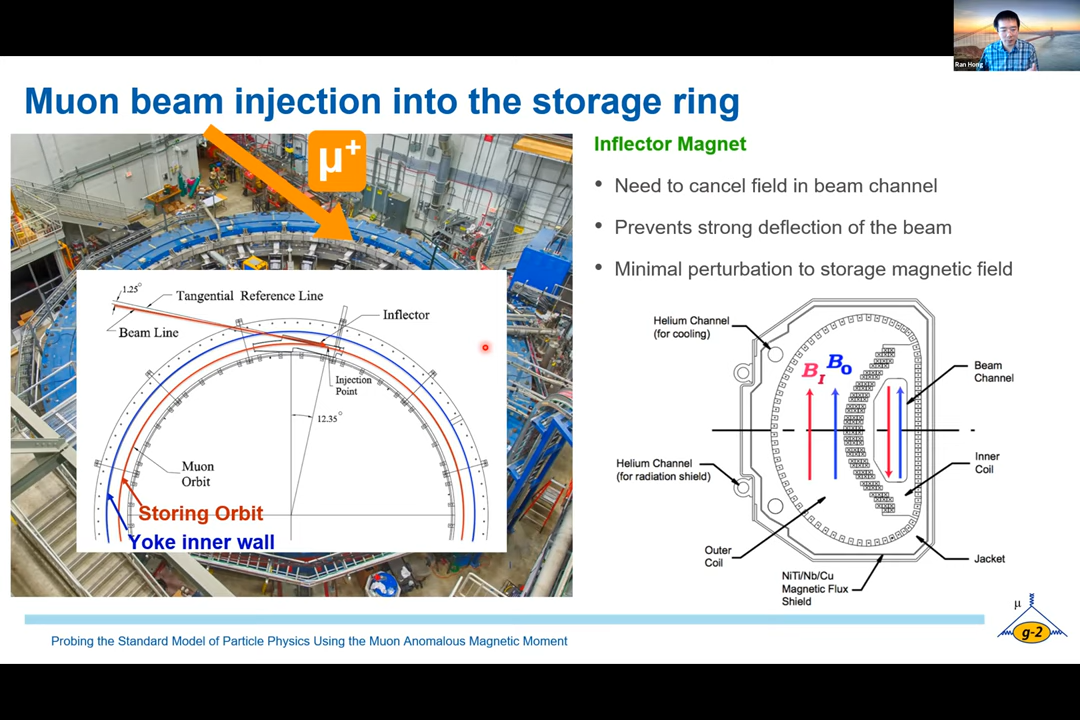 Ran Hong
Muon beam injection into the storage ring
μ+
Inflector Magnet
• Need to cancel field in beam channel
• Prevents strong deflection of the beam
• Minimal perturbation to storage magnetic field
1.25°
Tangential Reference Line
Beam Line
Inflector
Injection
Point
12.35°
Muon
Orbit
Storing Orbit
Yoke inner wall
Helium Channel
(for cooling)
BI
B0
Beam
Channel
Helium Channel
(for radiation shield)
Inner
Coil
Outer
Coil
Jacket
NiTi/Nb/Cu
Magnetic Flux
Shield
μ
g-2
Probing the Standard Model of Particle Physics Using the Muon Anomalous Magnetic Moment